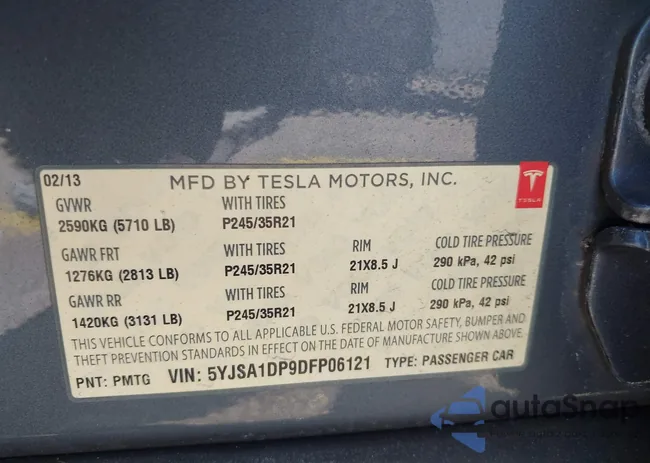 02/13 MFD BY TESLA MOTORS, INC.
TESLA
GVWR WITH TIRES
2590KG (5710 LB) P245/35R21
GAWR FRT WITH TIRES RIM COLD TIRE PRESSURE
1276KG (2813 LB) P245/35R21 21X8.5 J 290 kPa, 42 psi
GAWR RR WITH TIRES RIM COLD TIRE PRESSURE
1420KG (3131 LB) P245/35R21 21X8.5 J 290 kPa, 42 psi
THIS VEHICLE CONFORMS TO ALL APPLICABLE U.S. FEDERAL MOTOR SAFETY, BUMPER AND
THEFT PREVENTION STANDARDS IN EFFECT ON THE DATE OF MANUFACTURE SHOWN ABOVE.
PNT: PMTG VIN: 5YJSA1DP9DFP06121 TYPE: PASSENGER CAR
autoSnap